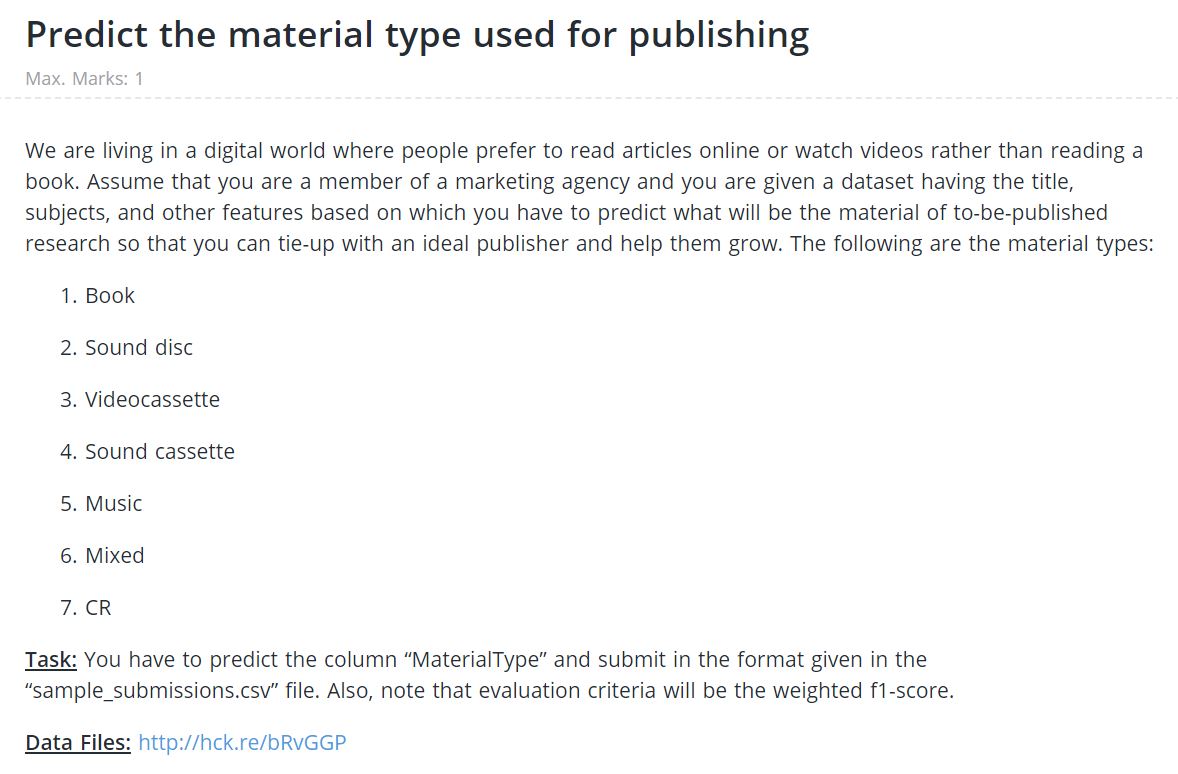 Predict the material type used for publishing
Max. Marks: 1
We are living in a digital world where people prefer to read articles online or watch videos rather than reading a
book. Assume that you are a member of a marketing agency and you are given a dataset having the title,
subjects, and other features based on which you have to predict what will be the material of to-be-published
research so that you can tie-up with an ideal publisher and help them grow. The following are the material types:
1. Book
2. Sound disc
3. Videocassette
4. Sound cassette
5. Music
6. Mixed
7. CR
Task: You have to predict the column “MaterialType” and submit in the format given in the
“sample_submissions.csv” file. Also, note that evaluation criteria will be the weighted f1-score.
Data Files: http://hck.re/bRvGGP